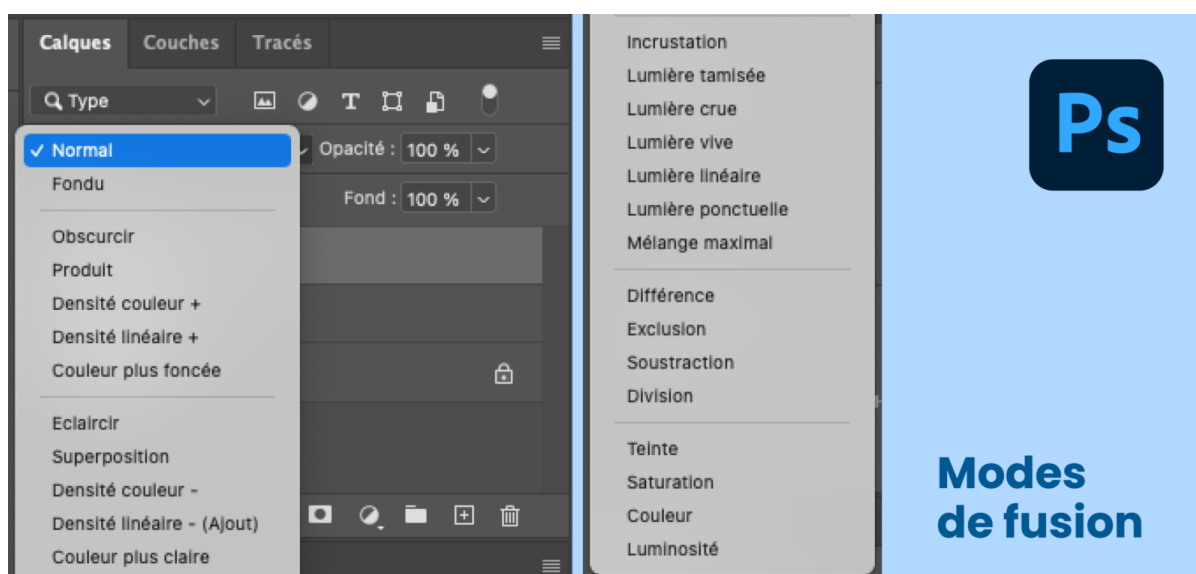 Calques Couches Tracés
Type
Normal
Opacité : 100 %
Fondu
Fond : 100 %
Obscurcir
Produit
Densité couleur +
Densité linéaire +
Couleur plus foncée
Eclaircir
Superposition
Densité couleur -
Densité linéaire - (Ajout)
Couleur plus claire
Incrustation
Lumière tamisée
Lumière crue
Lumière vive
Lumière linéaire
Lumière ponctuelle
Mélange maximal
Différence
Exclusion
Soustraction
Division
Teinte
Saturation
Couleur
Luminosité
Ps
Modes
de fusion